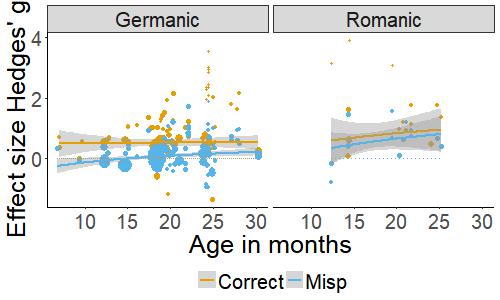 Germanic Romanic
Effect size Hedges' g
4
2
0
10 15 20 25 30 10 15 20 25 30
Age in months
Correct Misp